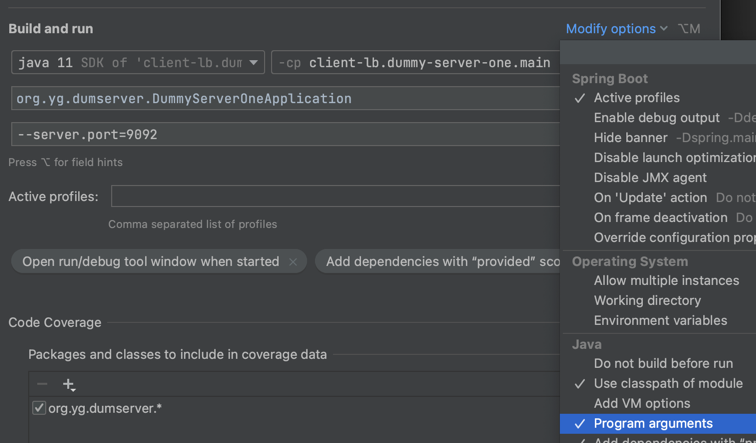 Build and run
Modify options ⌥M
java 11 SDK of 'client-lb.dum
-cp client-lb.dummy-server-one.main
org.yg.dumserver.DummyServerOneApplication
--server.port=9092
Press ⌥ for field hints
Active profiles:
Comma separated list of profiles
Open run/debug tool window when started ×
Add dependencies with “provided” sco
Code Coverage
Packages and classes to include in coverage data
org.yg.dumserver.*
Spring Boot
✓ Active profiles
Enable debug output -Dde
Hide banner -Dspring.mai
Disable launch optimizatio
Disable JMX agent
On 'Update' action Do not
On frame deactivation Do
Override configuration prop
Operating System
Allow multiple instances
Working directory
Environment variables
Java
Do not build before run
✓ Use classpath of module
Add VM options
✓ Program arguments
✓ Add dependencies with “p